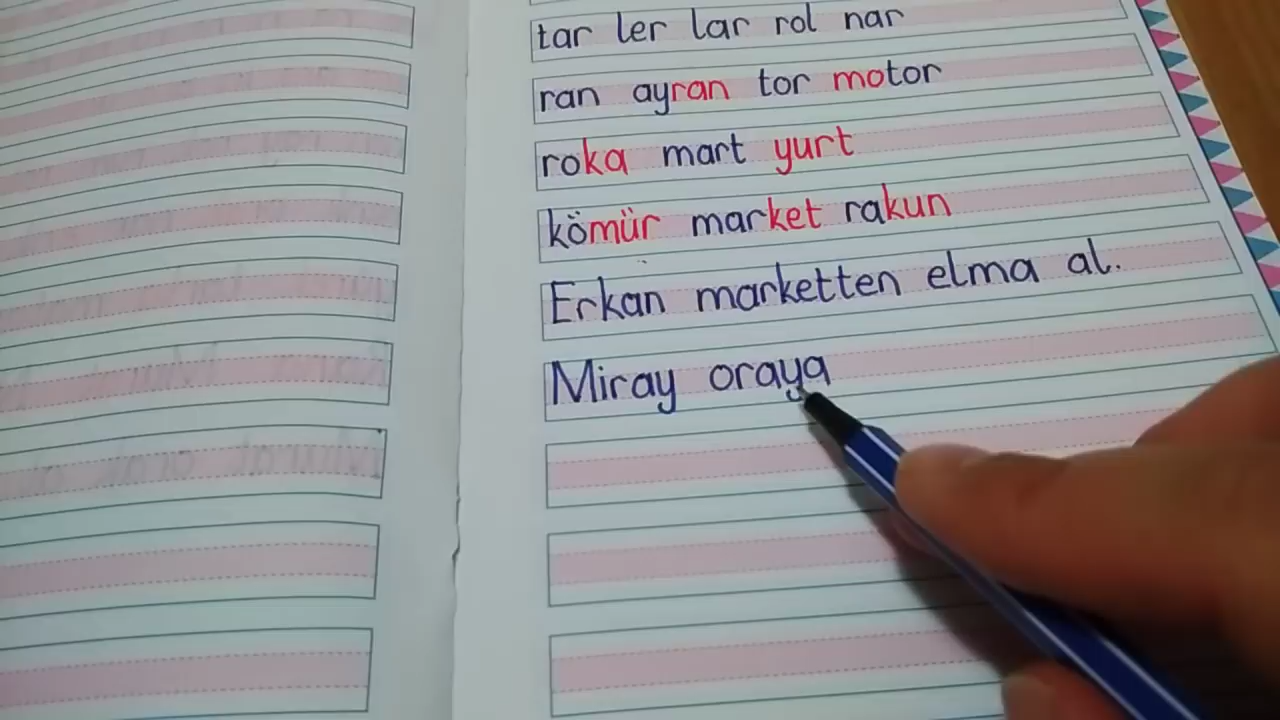 tar ler lar rol nar
ran ayran tor motor
roka mart yurt
kömür market rakun
Erkan marketten elma al.
Miray oraya